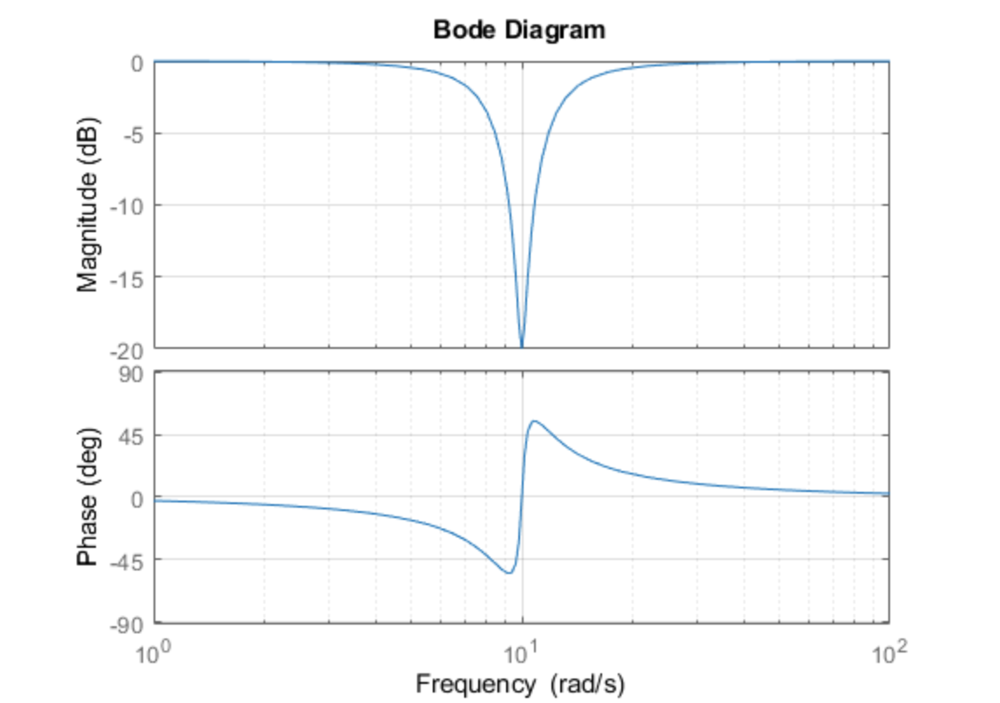 Bode Diagram
Magnitude (dB)
0
-5
-10
-15
-20
Phase (deg)
90
45
0
-45
-90
10^0 10^1 10^2
Frequency (rad/s)